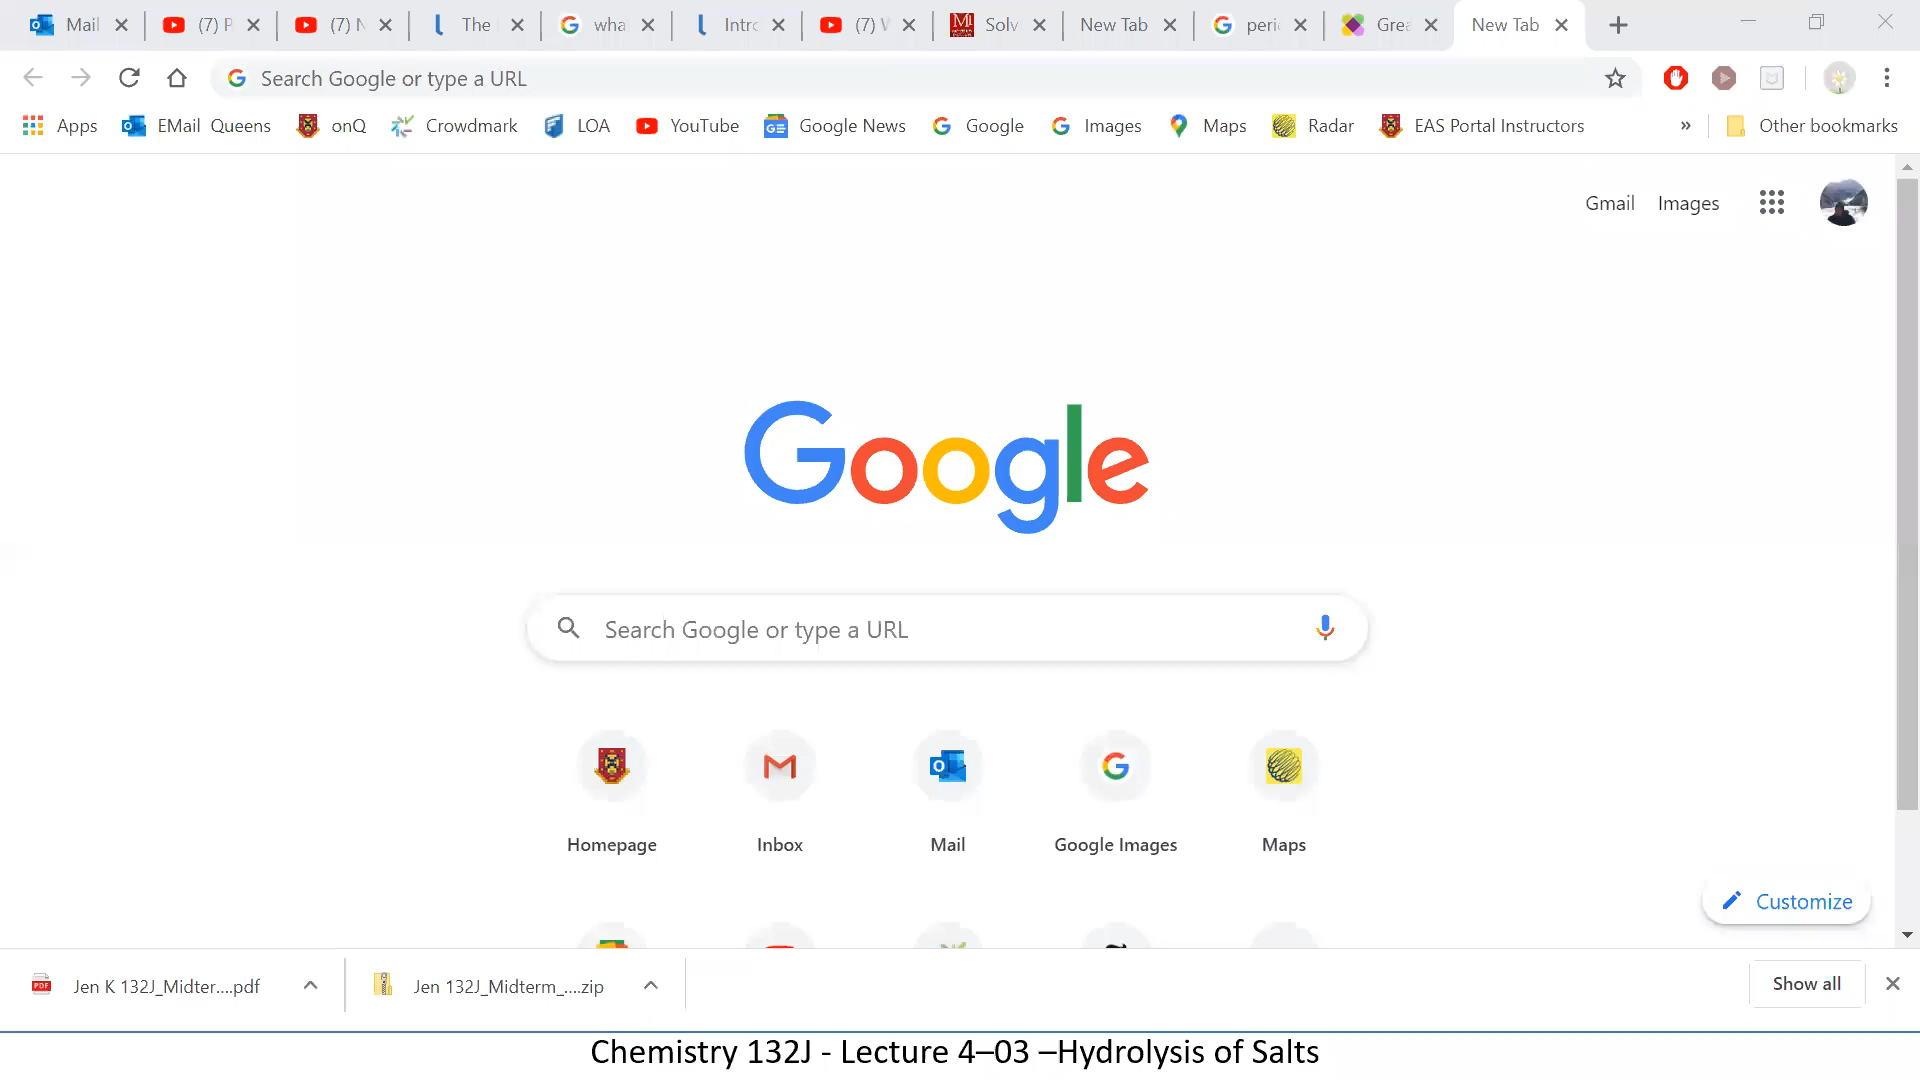 Mail (7) P (7) N The wha Intro (7) W Solv New Tab peri Grea New Tab
Search Google or type a URL
Apps EMail Queens onQ Crowdmark LOA YouTube Google News Google Images Maps Radar EAS Portal Instructors » Other bookmarks
Gmail Images
Google
Search Google or type a URL
Homepage Inbox Mail Google Images Maps
Customize
Jen K 132J_Midter....pdf Jen 132J_Midterm_....zip Show all
Chemistry 132J - Lecture 4–03 –Hydrolysis of Salts